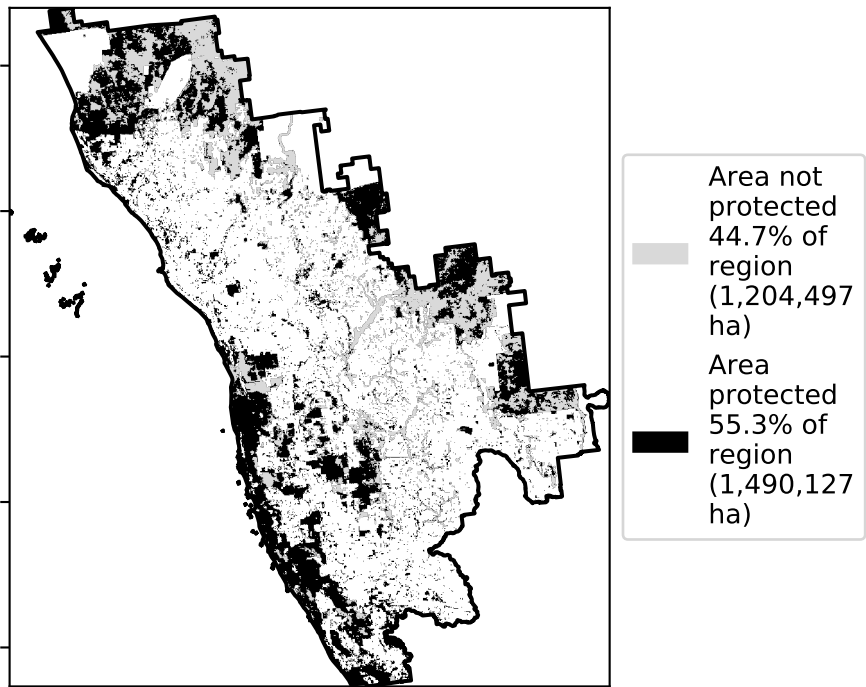 Area not
protected
44.7% of
region
(1,204,497
ha)
Area
protected
55.3% of
region
(1,490,127
ha)